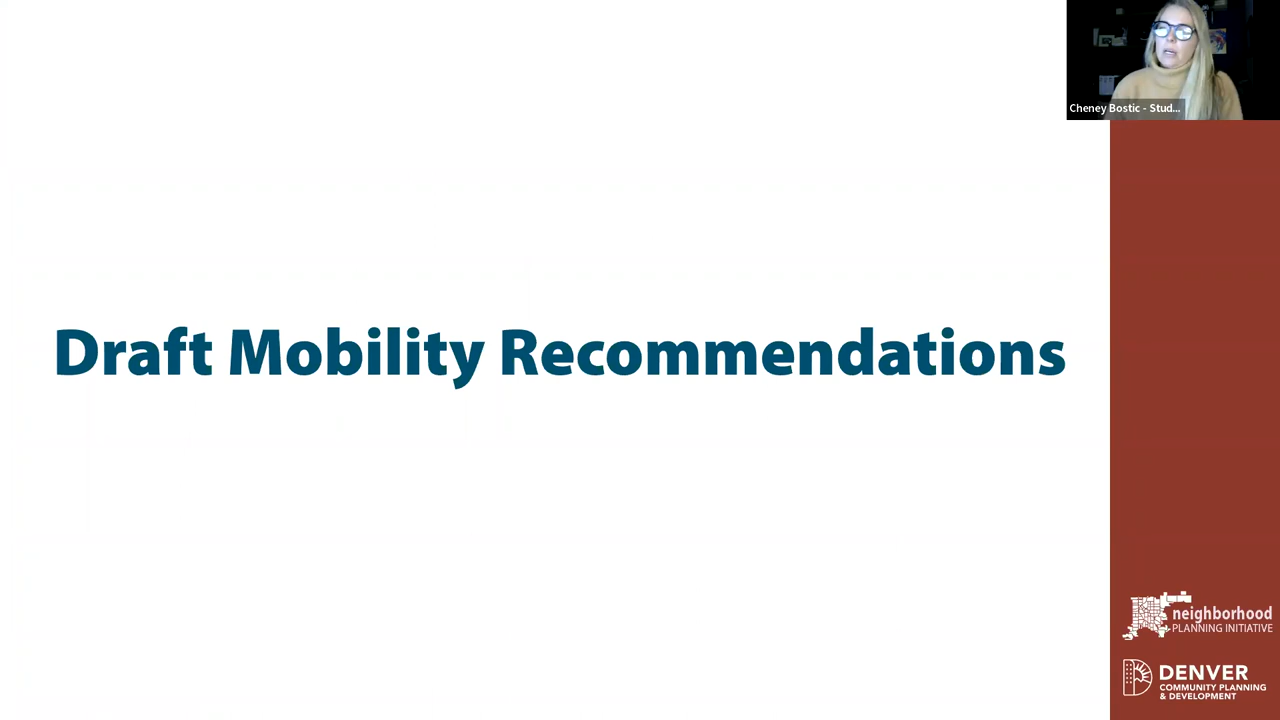 Cheney Bostic - Stud...
Draft Mobility Recommendations
neighborhood
PLANNING INITIATIVE
DENVER
COMMUNITY PLANNING
& DEVELOPMENT